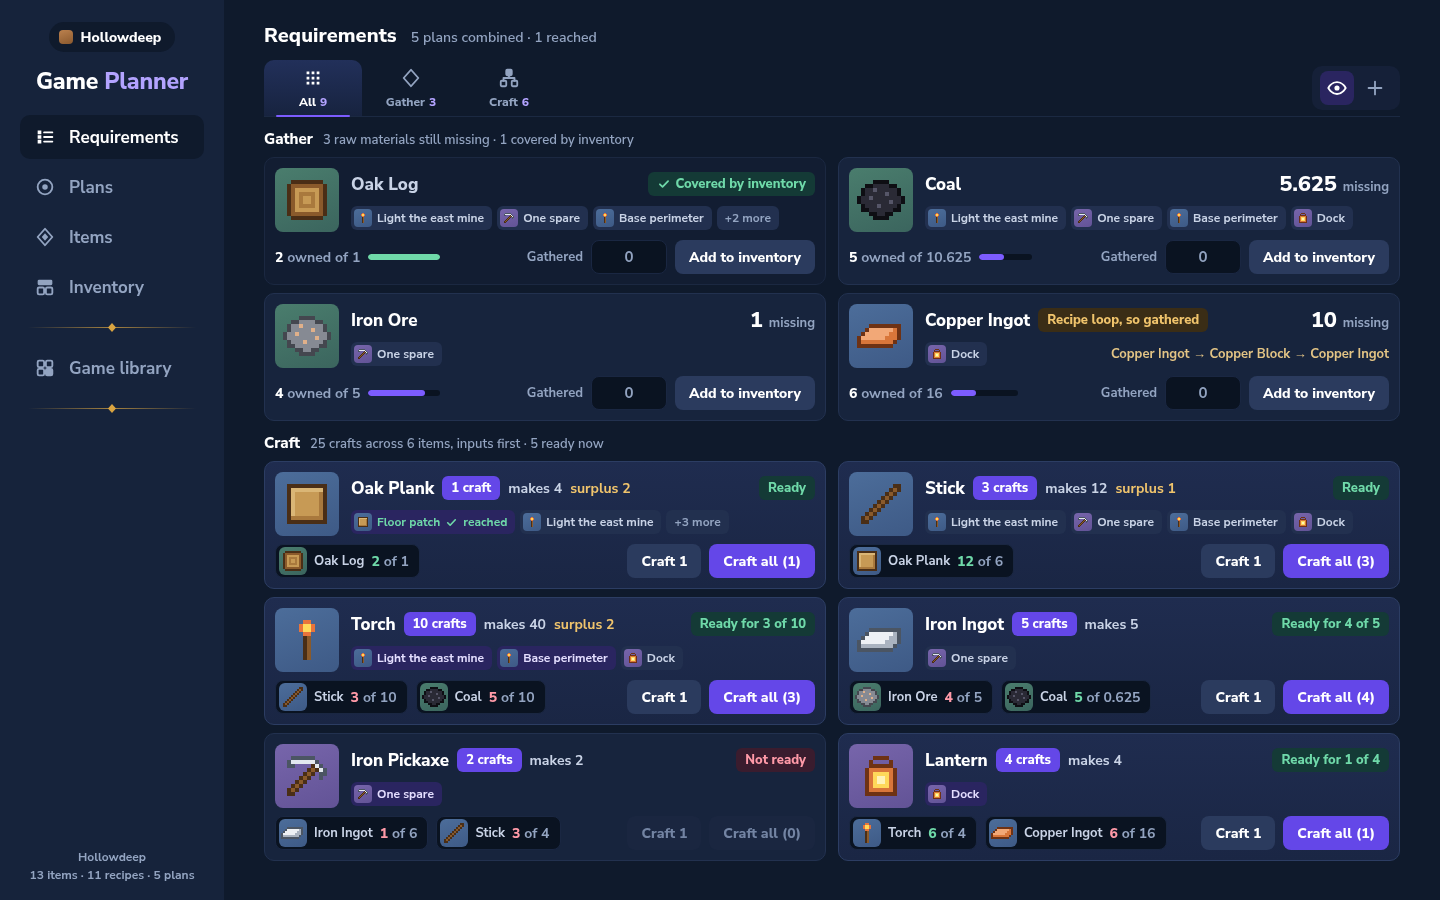 Hollowdeep
Game Planner
Requirements
Plans
Items
Inventory
Game library
Hollowdeep
13 items · 11 recipes · 5 plans
Requirements 5 plans combined · 1 reached
All 9
Gather 3
Craft 6
Gather 3 raw materials still missing · 1 covered by inventory
Oak Log Covered by inventory
Light the east mine One spare Base perimeter +2 more
2 owned of 1 Gathered 0 Add to inventory
Coal 5.625 missing
Light the east mine One spare Base perimeter Dock
5 owned of 10.625 Gathered 0 Add to inventory
Iron Ore 1 missing
One spare
4 owned of 5 Gathered 0 Add to inventory
Copper Ingot Recipe loop, so gathered 10 missing
Dock Copper Ingot → Copper Block → Copper Ingot
6 owned of 16 Gathered 0 Add to inventory
Craft 25 crafts across 6 items, inputs first · 5 ready now
Oak Plank 1 craft makes 4 surplus 2 Ready
Floor patch ✓ reached Light the east mine +3 more
Oak Log 2 of 1 Craft 1 Craft all (1)
Stick 3 crafts makes 12 surplus 1 Ready
Light the east mine One spare Base perimeter Dock
Oak Plank 12 of 6 Craft 1 Craft all (3)
Torch 10 crafts makes 40 surplus 2 Ready for 3 of 10
Light the east mine Base perimeter Dock
Stick 3 of 10 Coal 5 of 10 Craft 1 Craft all (3)
Iron Ingot 5 crafts makes 5 Ready for 4 of 5
One spare
Iron Ore 4 of 5 Coal 5 of 0.625 Craft 1 Craft all (4)
Iron Pickaxe 2 crafts makes 2 Not ready
One spare
Iron Ingot 1 of 6 Stick 3 of 4 Craft 1 Craft all (0)
Lantern 4 crafts makes 4 Ready for 1 of 4
Dock
Torch 6 of 4 Copper Ingot 6 of 16 Craft 1 Craft all (1)